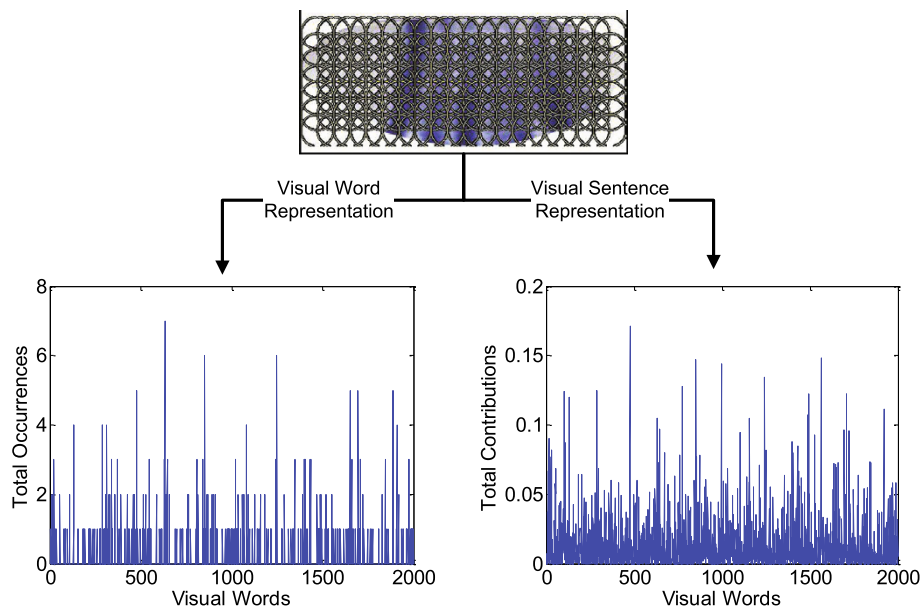 Visual Word
Representation
Visual Sentence
Representation
8
6
4
2
0
Total Occurrences
0
500
1000
1500
2000
Visual Words
0.2
0.15
0.1
0.05
0
Total Contributions
0
500
1000
1500
2000
Visual Words